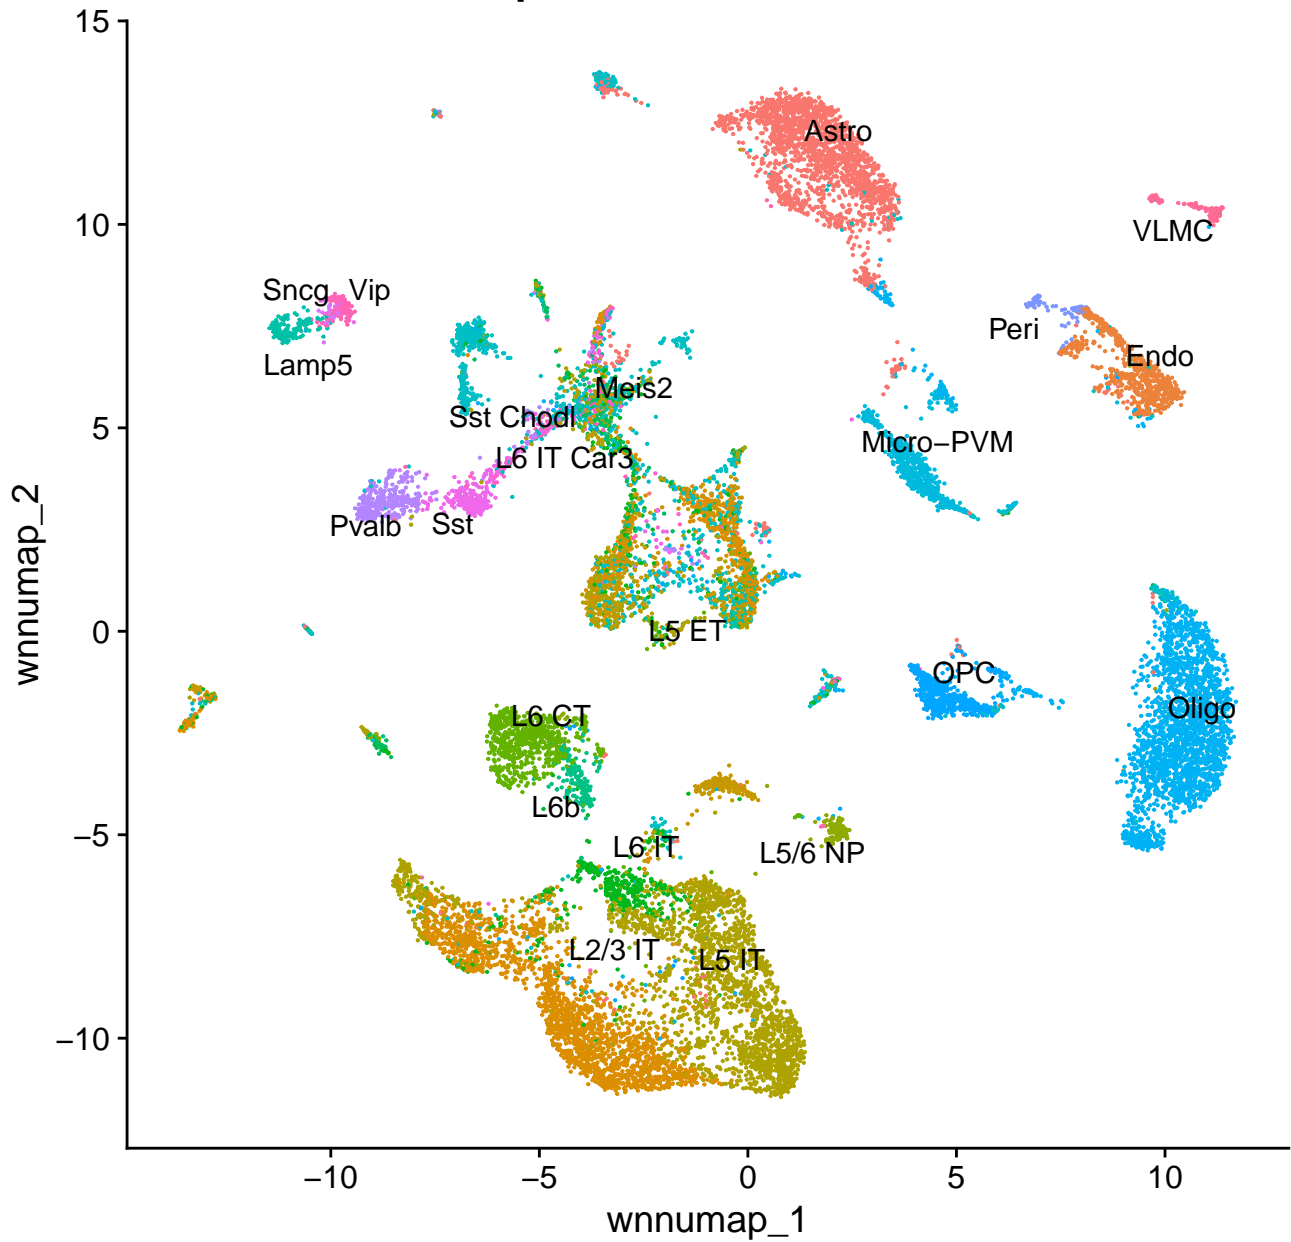 15
10
5
0
−5
−10
wnnumap_2
Astro
VLMC
Sncg
Vip
Peri
Lamp5
Endo
Meis2
Sst Chodl
Micro−PVM
L6 IT Car3
Pvalb
Sst
L5 ET
OPC
Oligo
L6 CT
L6b
L6 IT
L5/6 NP
L2/3 IT
L5 IT
−10
−5
0
5
10
wnnumap_1